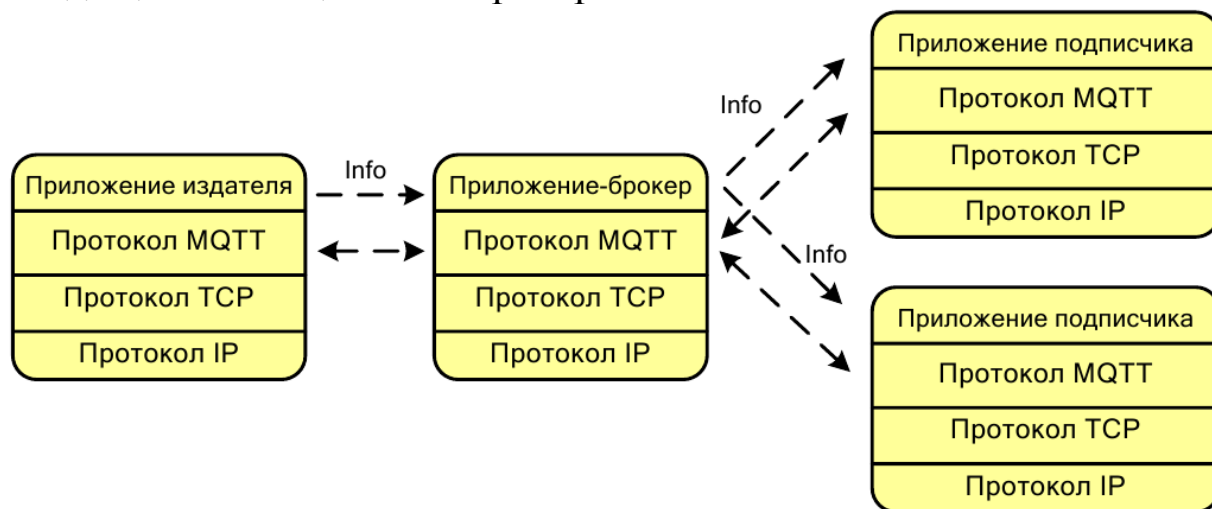 Приложение издателя
Протокол MQTT
Протокол TCP
Протокол IP
Info
Приложение-брокер
Протокол MQTT
Протокол TCP
Протокол IP
Info
Info
Приложение подписчика
Протокол MQTT
Протокол TCP
Протокол IP
Приложение подписчика
Протокол MQTT
Протокол TCP
Протокол IP